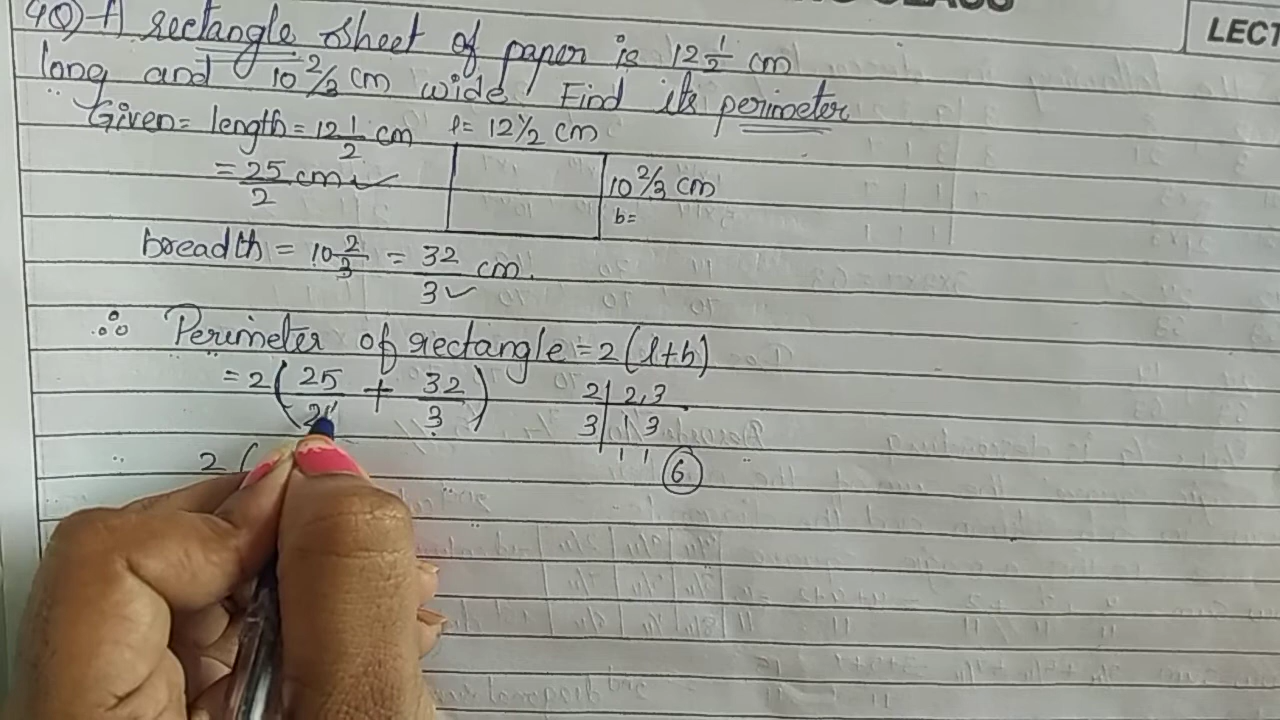 LECT
4Q) A rectangle sheet of paper is 12 1/2 cm
long and 10 2/3 cm wide. Find its perimeter
Given = length = 12 1/2 cm l = 12 1/2 cm
= 25/2 cm ✓
10 2/3 cm
b=
breadth = 10 2/3 = 32/3 cm. ✓
∴ Perimeter of rectangle = 2(l+b)
= 2(25/2 + 32/3) 2 | 2,3
3 | 1 3
1 1 6
2(